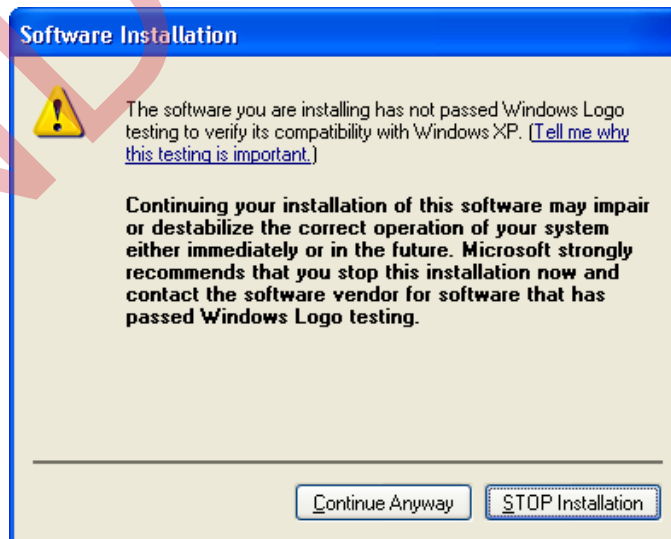 Software Installation
The software you are installing has not passed Windows Logo
testing to verify its compatibility with Windows XP. (Tell me why
this testing is important.)
Continuing your installation of this software may impair
or destabilize the correct operation of your system
either immediately or in the future. Microsoft strongly
recommends that you stop this installation now and
contact the software vendor for software that has
passed Windows Logo testing.
Continue Anyway
STOP Installation